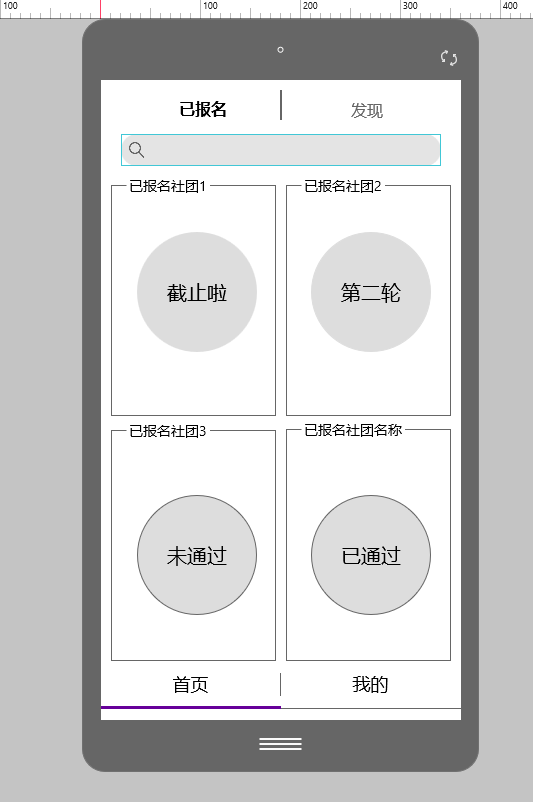 100 100 200 300 400
已报名 发现
已报名社团1 已报名社团2
截止啦 第二轮
已报名社团3 已报名社团名称
未通过 已通过
首页 我的